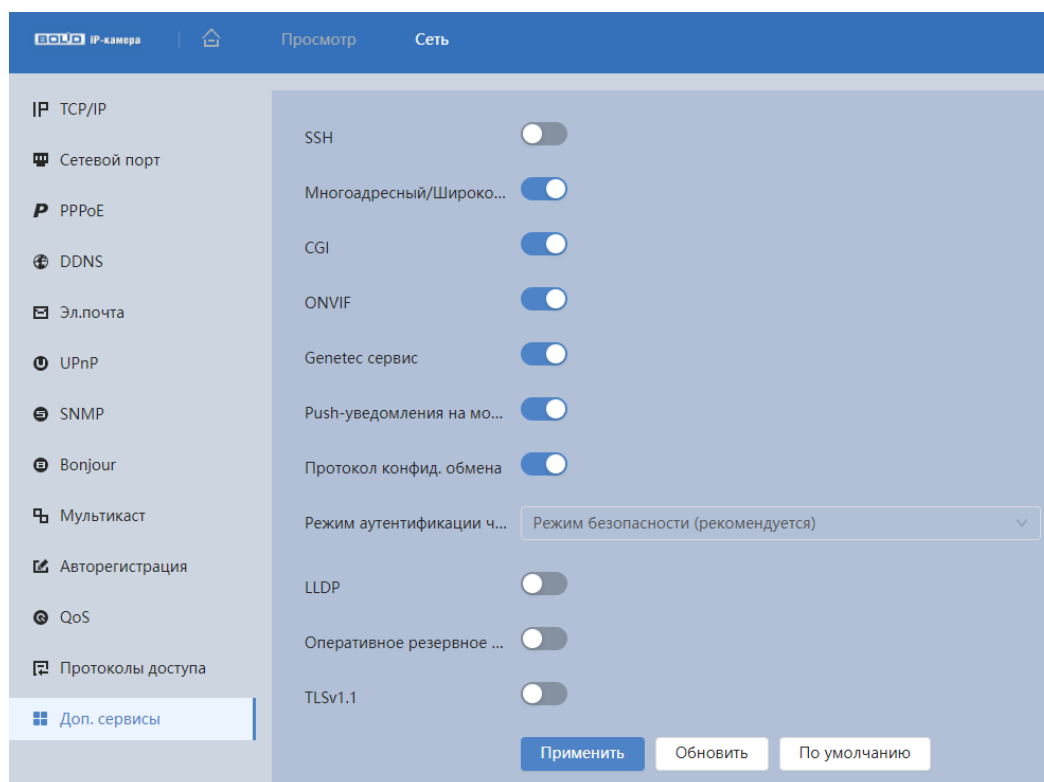 BOLID IP-камера
Просмотр
Сеть
TCP/IP
Сетевой порт
PPPoE
DDNS
Эл.почта
UPnP
SNMP
Bonjour
Мультикаст
Авторегистрация
QoS
Протоколы доступа
Доп. сервисы
SSH
Многоадресный/Широко...
CGI
ONVIF
Genetec сервис
Push-уведомления на мо...
Протокол конфид. обмена
Режим аутентификации ч... Режим безопасности (рекомендуется)
LLDP
Оперативное резервное ...
TLSv1.1
Применить
Обновить
По умолчанию